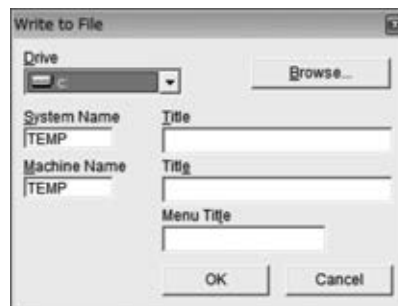 Write to File
Drive
c
Browse...
System Name
Title
TEMP
Machine Name
Title
TEMP
Menu Title
OK
Cancel